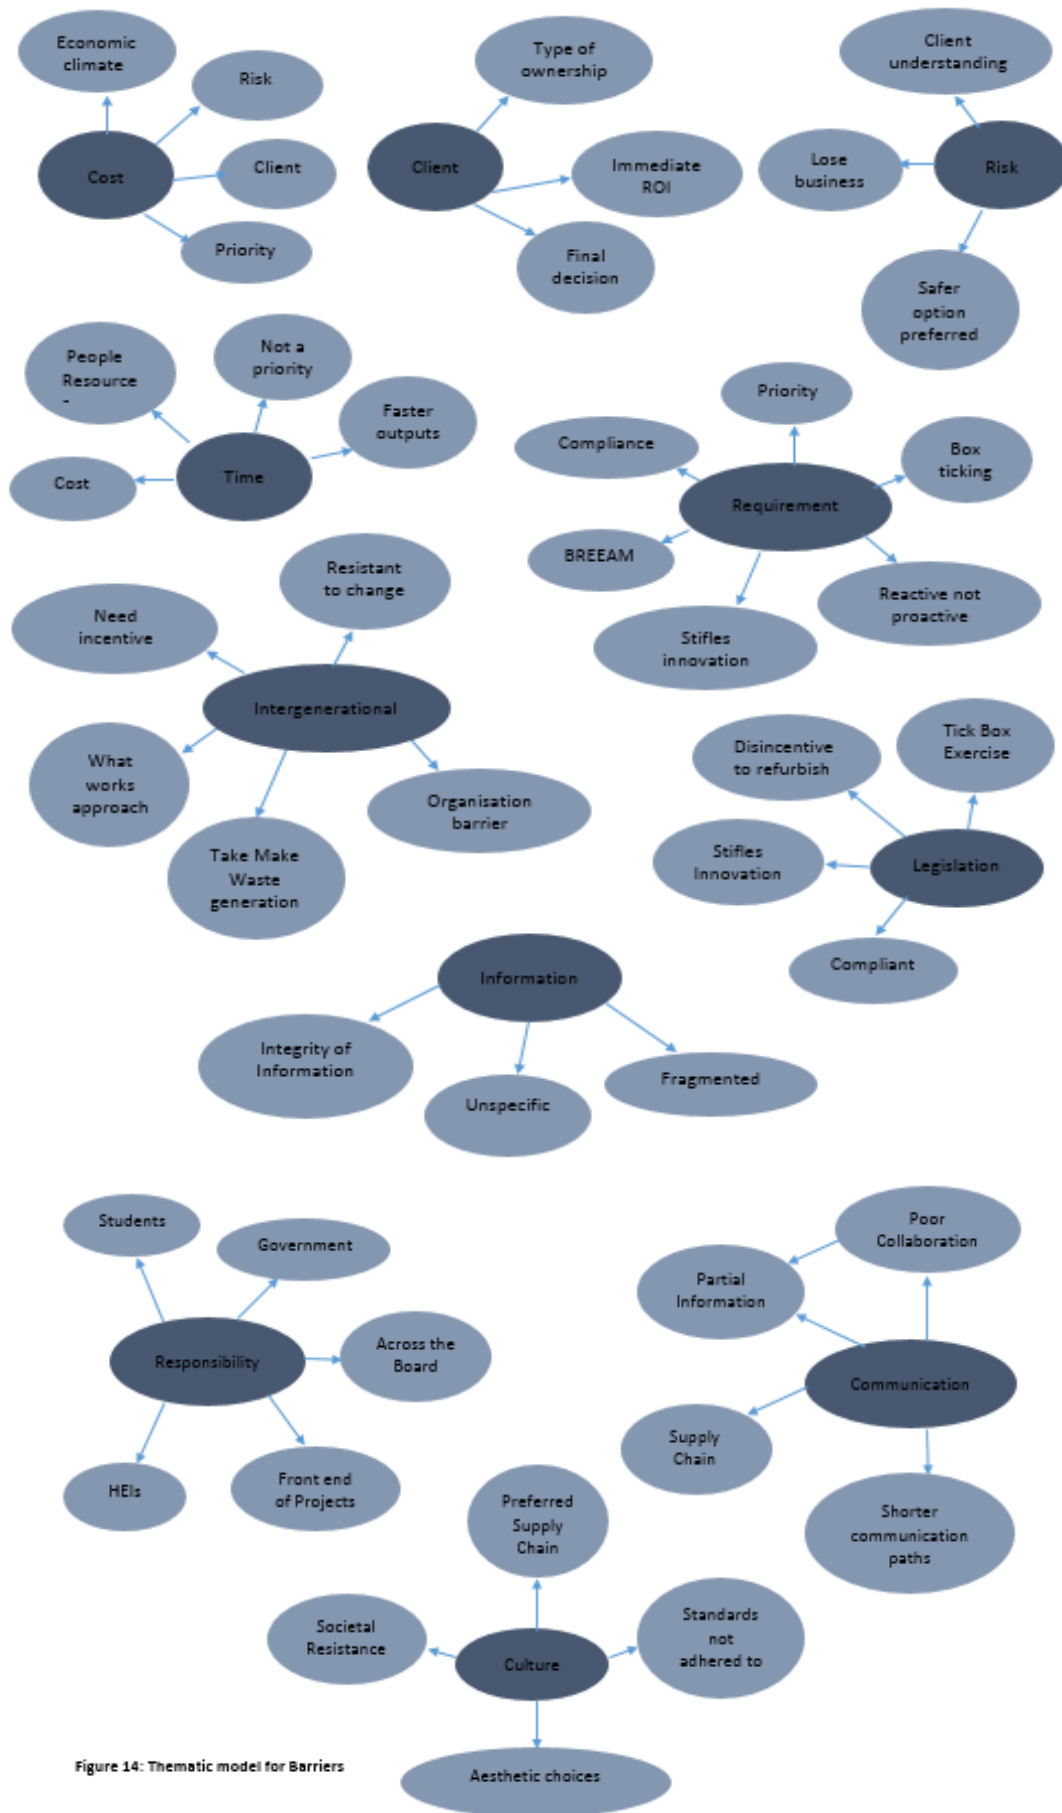 Economic
climate
Risk
Client
Priority
Cost
Type of
ownership
Immediate
ROI
Final
decision
Client
Client
understanding
Lose
business
Safer
option
preferred
Risk
People
Resource
-
Not a
priority
Faster
outputs
Cost
Time
Priority
Compliance
Box
ticking
BREEAM
Reactive not
proactive
Stifles
innovation
Requirement
Resistant
to change
Need
incentive
What
works
approach
Take Make
Waste
generation
Organisation
barrier
Intergenerational
Disincentive
to refurbish
Tick Box
Exercise
Stifles
Innovation
Compliant
Legislation
Information
Integrity of
Information
Unspecific
Fragmented
Students
Government
Across the
Board
Front end
of Projects
HEIs
Responsibility
Poor
Collaboration
Partial
Information
Communication
Supply
Chain
Shorter
communication
paths
Preferred
Supply
Chain
Societal
Resistance
Standards
not
adhered to
Culture
Aesthetic choices
Figure 14: Thematic model for Barriers